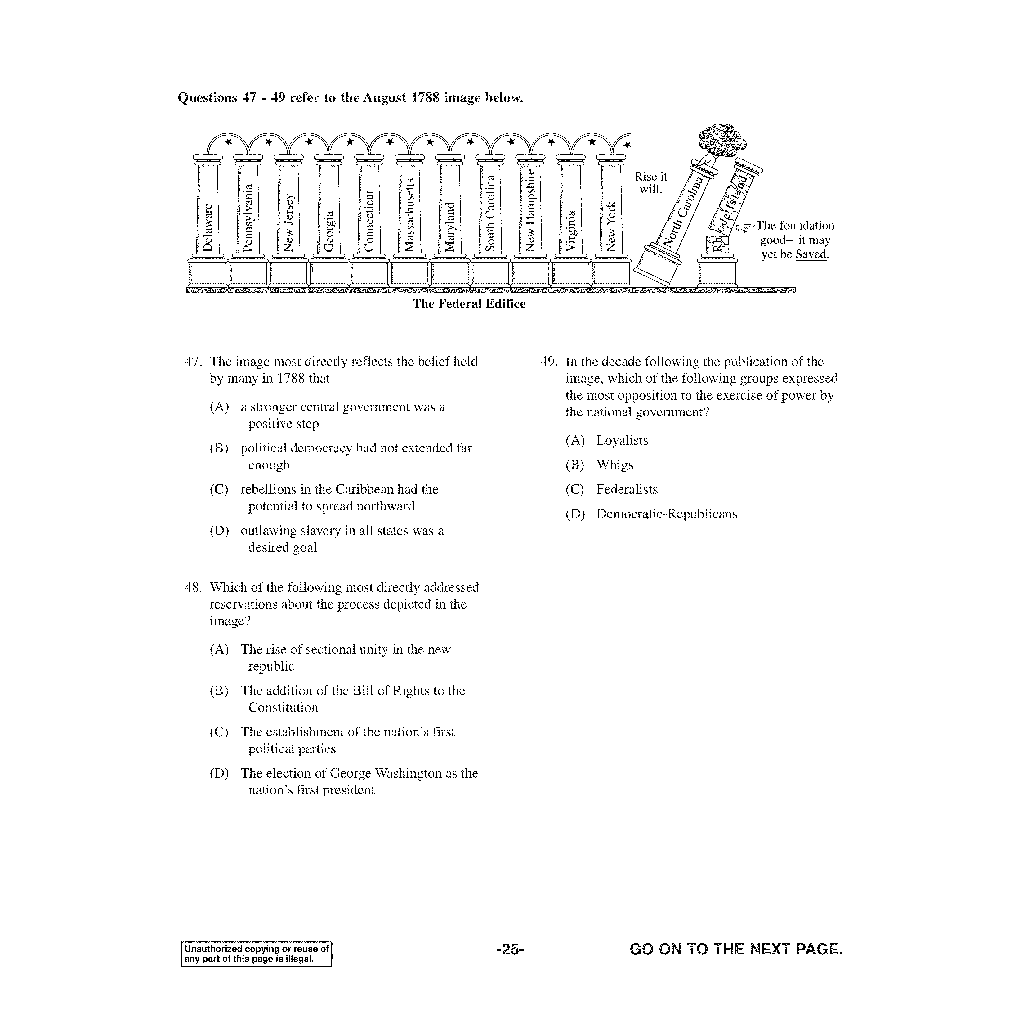 Questions 47 - 49 refer to the August 1788 image below.
Delaware
Pennsylvania
New Jersey
Georgia
Connecticut
Massachusetts
Maryland
South Carolina
New Hampshire
Virginia
New York
Rise it
will.
North Carolina
The foundation
good– it may
yet be Saved.
The Federal Edifice
47. The image most directly reflects the belief held
by many in 1788 that
(A) a stronger central government was a
positive step
(B) political democracy had not extended far
enough
(C) rebellions in the Caribbean had the
potential to spread northward
(D) outlawing slavery in all states was a
desired goal
48. Which of the following most directly addressed
reservations about the process depicted in the
image?
(A) The rise of sectional unity in the new
republic
(B) The addition of the Bill of Rights to the
Constitution
(C) The establishment of the nation's first
political parties
(D) The election of George Washington as the
nation's first president
49. In the decade following the publication of the
image, which of the following groups expressed
the most opposition to the exercise of power by
the national government?
(A) Loyalists
(B) Whigs
(C) Federalists
(D) Democratic-Republicans
Unauthorized copying or reuse of
any part of this page is illegal.
GO ON TO THE NEXT PAGE.